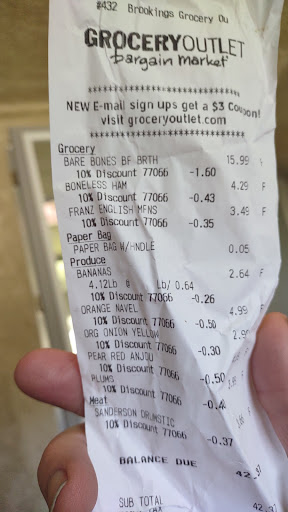 #432 Brookings Grocery Ou
GROCERYOUTLET
bargain market
******************************
NEW E-mail sign ups get a $3 Coupon!
visit groceryoutlet.com
******************************
Grocery
BARE BONES BF BRTH 15.99 F
10% Discount 77066 -1.60
BONELESS HAM 4.29 F
10% Discount 77066 -0.43
FRANZ ENGLISH MFNS 3.49 F
10% Discount 77066 -0.35
Paper Bag
PAPER BAG W/HNDLE 0.05
Produce
BANANAS 2.64 F
4.12Lb @ Lb/ 0.64
10% Discount 77066 -0.26
ORANGE NAVEL 4.99 F
10% Discount 77066 -0.50
ORG ONION YELLOW
10% Discount 77066 -0.30
PEAR RED ANJOU
10% Discount 77066 -0.50
PLUMS
10% Discount 77066
Meat
SANDERSON DRUMSTIC
10% Discount 77066 -0.37
BALANCE DUE
SUB TOTAL